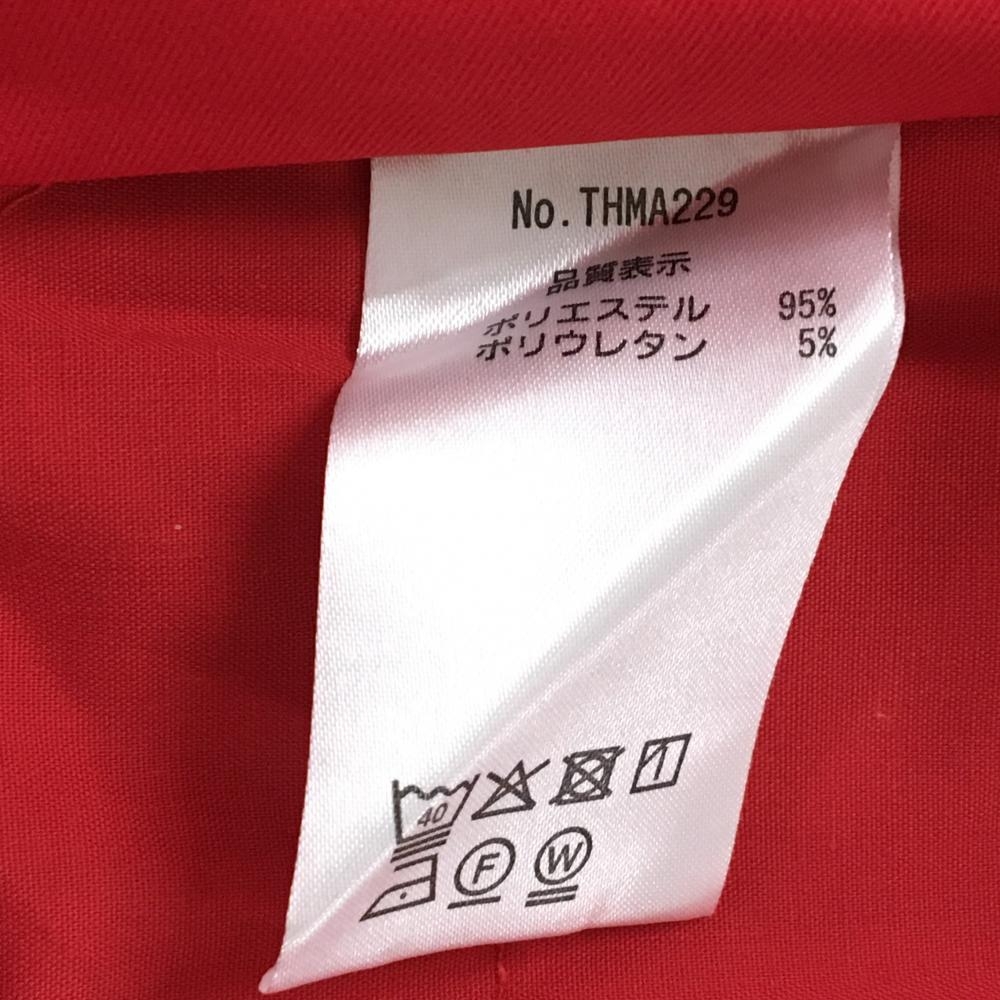 No.THMA229
品質表示
ポリエステル 95%
ポリウレタン 5%
40
F W